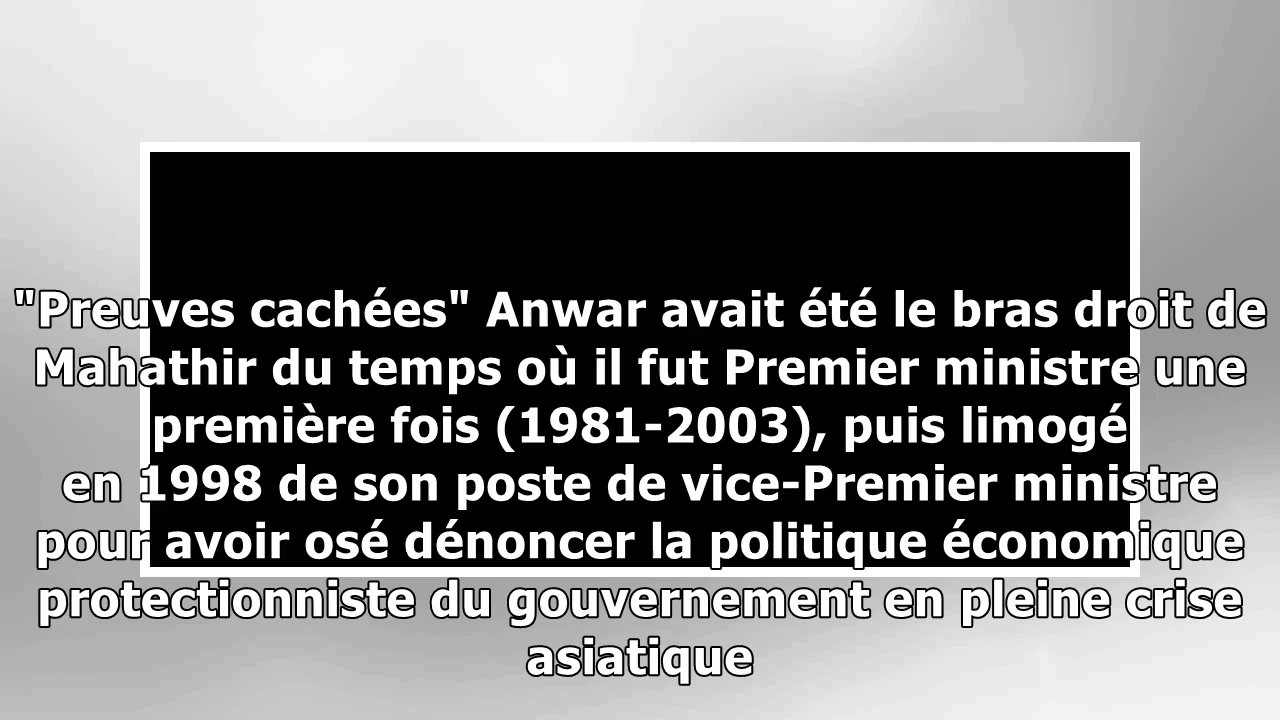 "Preuves cachées" Anwar avait été le bras droit de
Mahathir du temps où il fut Premier ministre une
première fois (1981-2003), puis limogé
en 1998 de son poste de vice-Premier ministre
pour avoir osé dénoncer la politique économique
protectionniste du gouvernement en pleine crise
asiatique